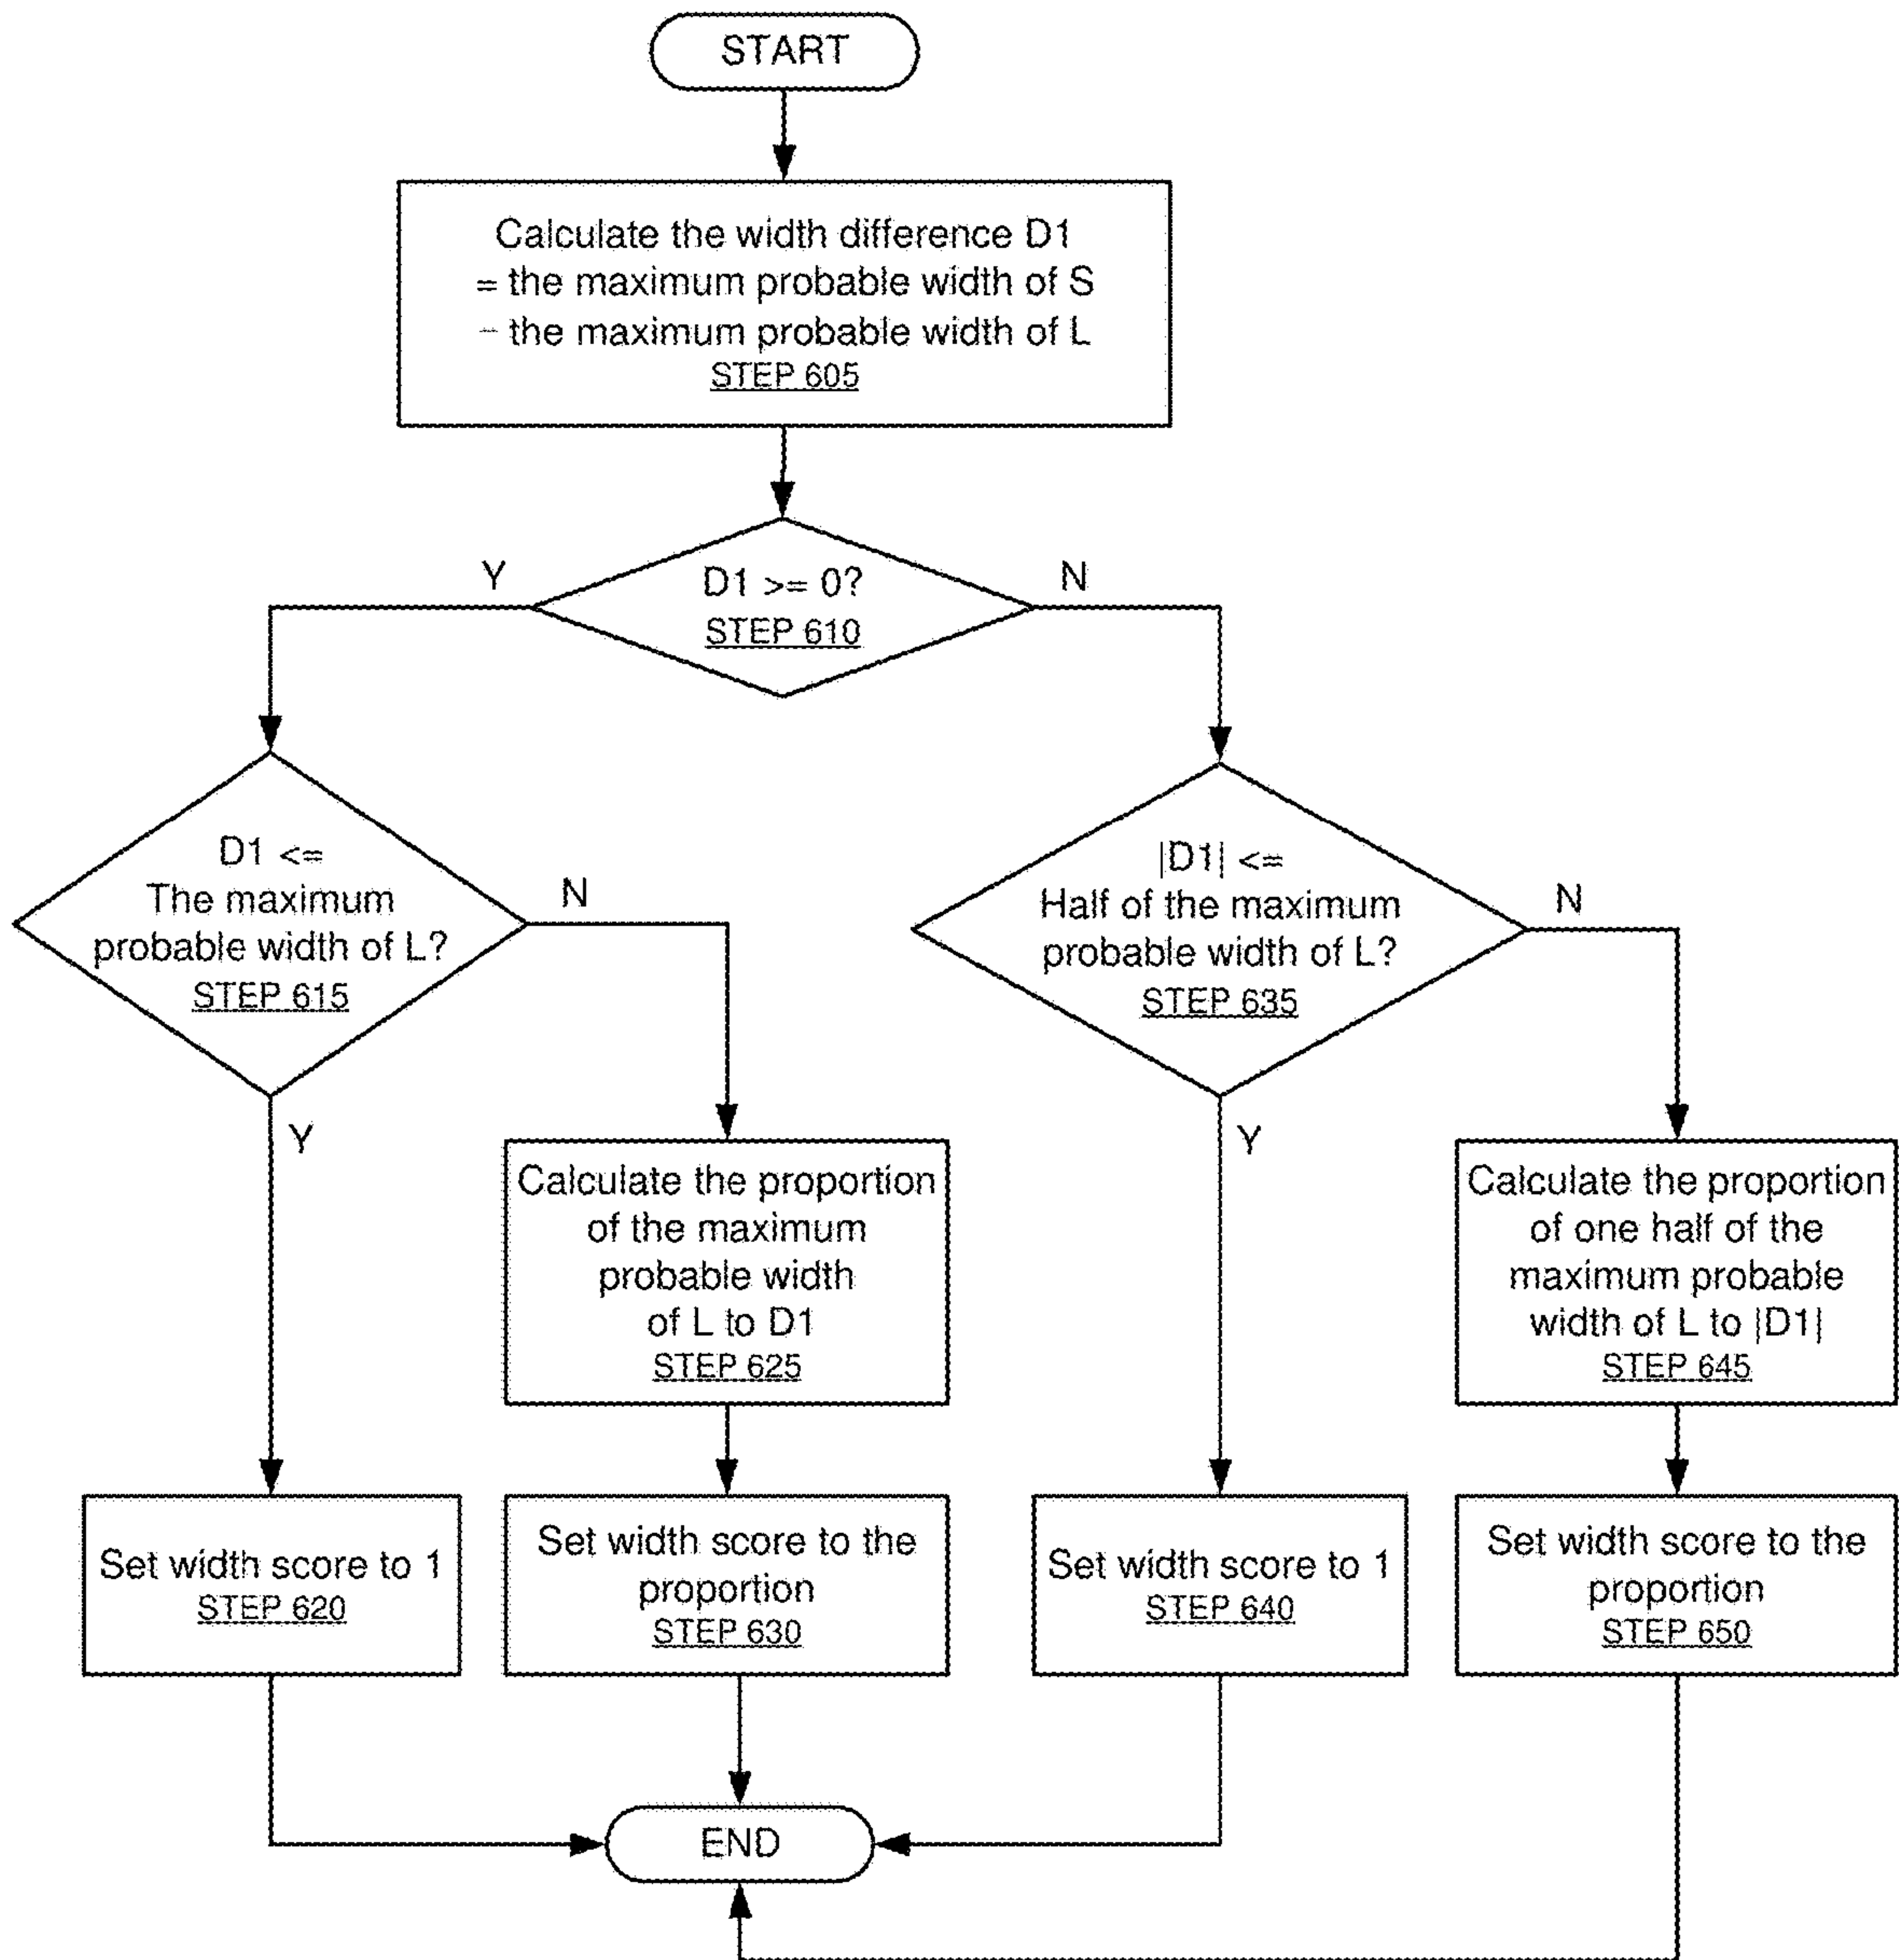 START
Calculate the width difference D1
= the maximum probable width of S
– the maximum probable width of L
STEP 605
Y
D1 >= 0?
N
STEP 610
D1 <=
The maximum
probable width of L?
STEP 615
N
Y
|D1| <=
Half of the maximum
probable width of L?
STEP 635
N
Y
Calculate the proportion
of the maximum
probable width
of L to D1
STEP 625
Calculate the proportion
of one half of the
maximum probable
width of L to |D1|
STEP 645
Set width score to 1
STEP 620
Set width score to the
proportion
STEP 630
Set width score to 1
STEP 640
Set width score to the
proportion
STEP 650
END